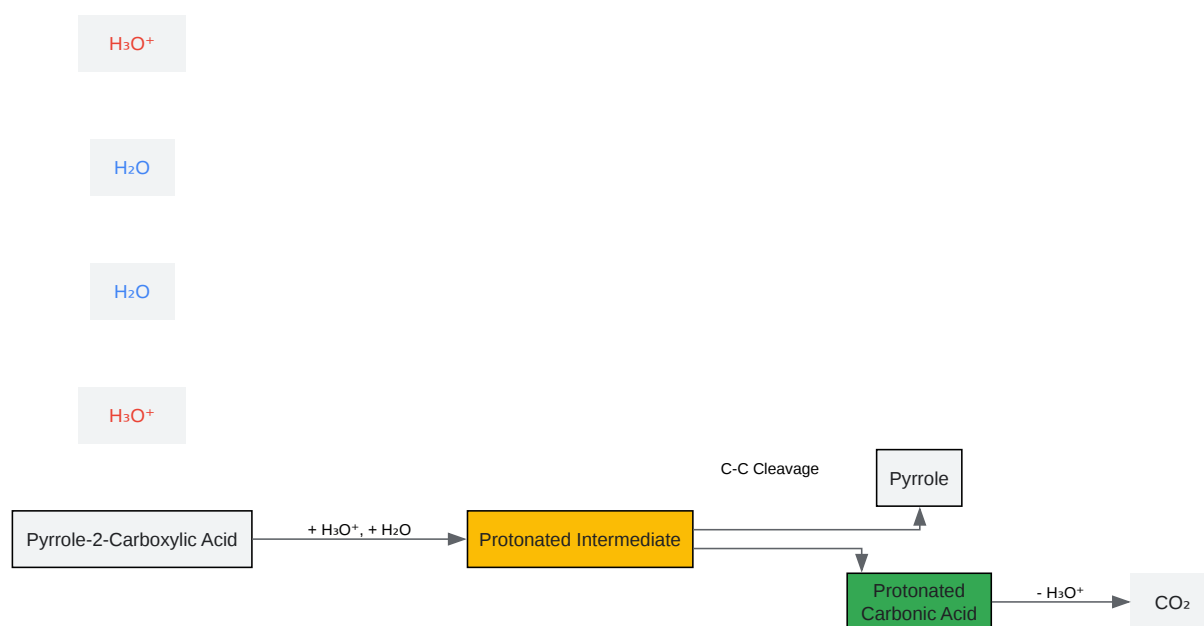 H₃O⁺
H₂O
H₂O
H₃O⁺
C-C Cleavage
Pyrrole
Pyrrole-2-Carboxylic Acid
+ H₃O⁺, + H₂O
Protonated Intermediate
Protonated
Carbonic Acid
- H₃O⁺
CO₂